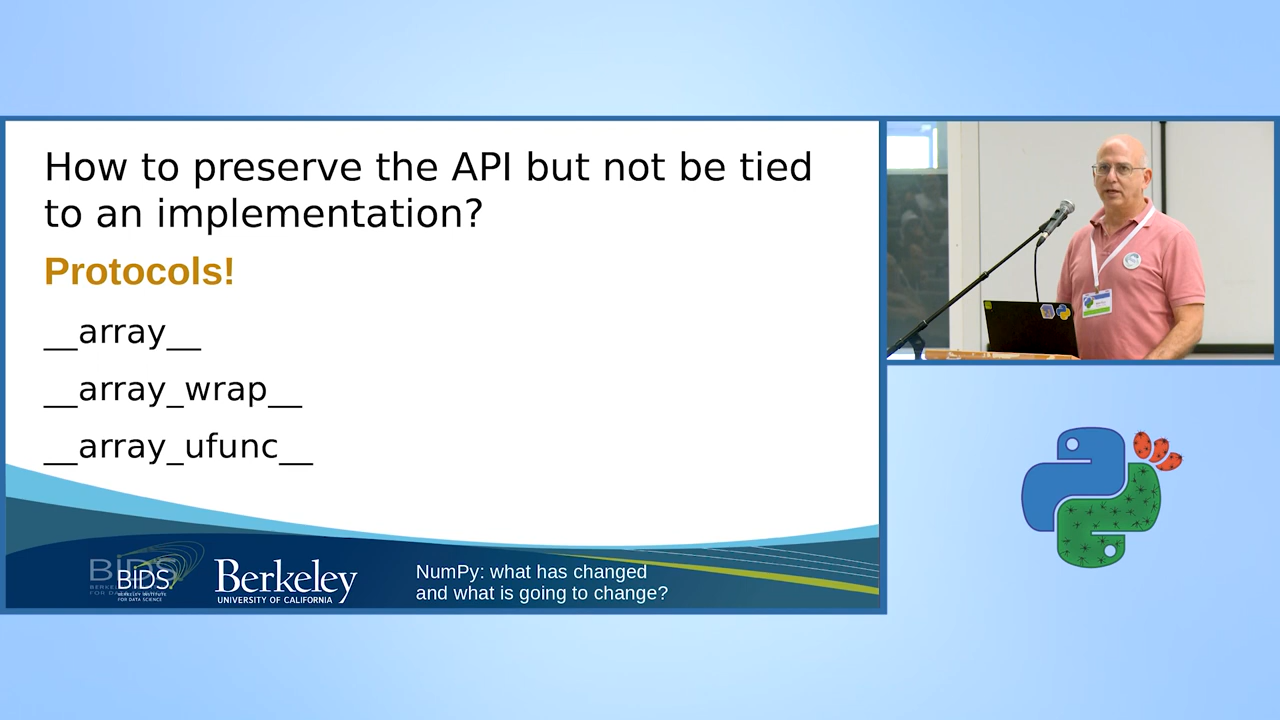 How to preserve the API but not be tied
to an implementation?
Protocols!
__array__
__array_wrap__
__array_ufunc__
BIDS
BIDS
BERKELEY INSTITUTE
FOR DATA SCIENCE
Berkeley
UNIVERSITY OF CALIFORNIA
NumPy: what has changed
and what is going to change?